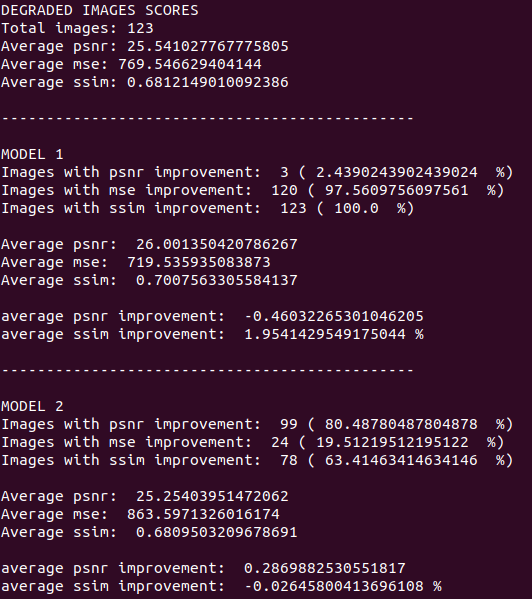 DEGRADED IMAGES SCORES
Total images: 123
Average psnr: 25.541027767775805
Average mse: 769.546629404144
Average ssim: 0.6812149010092386
----------------------------------------------
MODEL 1
Images with psnr improvement:  3 ( 2.4390243902439024  %)
Images with mse improvement:  120 ( 97.5609756097561  %)
Images with ssim improvement:  123 ( 100.0  %)
Average psnr:  26.001350420786267
Average mse:  719.535935083873
Average ssim:  0.7007563305584137
average psnr improvement:  -0.46032265301046205
average ssim improvement:  1.9541429549175044 %
----------------------------------------------
MODEL 2
Images with psnr improvement:  99 ( 80.48780487804878  %)
Images with mse improvement:  24 ( 19.51219512195122  %)
Images with ssim improvement:  78 ( 63.41463414634146  %)
Average psnr:  25.25403951472062
Average mse:  863.5971326016174
Average ssim:  0.6809503209678691
average psnr improvement:  0.2869882530551817
average ssim improvement:  -0.02645800413696108 %